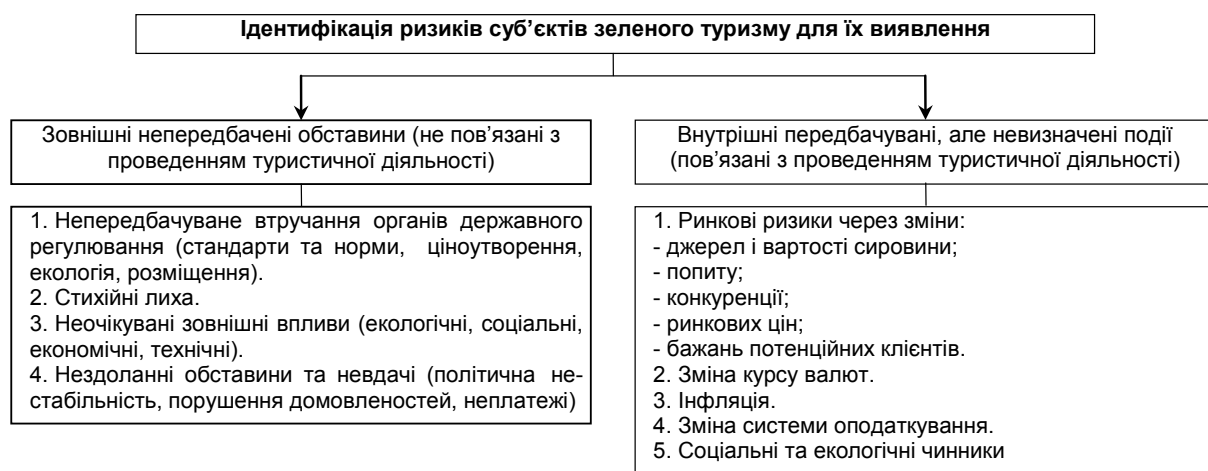 Ідентифікація ризиків суб’єктів зеленого туризму для їх виявлення
Зовнішні непередбачені обставини (не пов’язані з
проведенням туристичної діяльності)
1. Непередбачуване втручання органів державного
регулювання (стандарти та норми, ціноутворення,
екологія, розміщення).
2. Стихійні лиха.
3. Неочікувані зовнішні впливи (екологічні, соціальні,
економічні, технічні).
4. Нездоланні обставини та невдачі (політична не-
стабільність, порушення домовленостей, неплатежі)
Внутрішні передбачувані, але невизначені події
(пов’язані з проведенням туристичної діяльності)
1. Ринкові ризики через зміни:
- джерел і вартості сировини;
- попиту;
- конкуренції;
- ринкових цін;
- бажань потенційних клієнтів.
2. Зміна курсу валют.
3. Інфляція.
4. Зміна системи оподаткування.
5. Соціальні та екологічні чинники